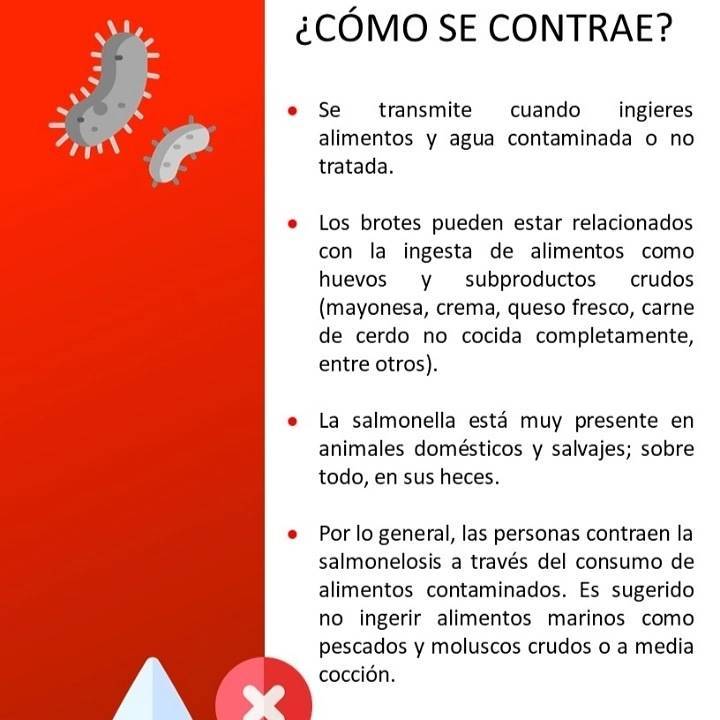 ¿CÓMO SE CONTRAE?
• Se transmite cuando ingieres
alimentos y agua contaminada o no
tratada.
• Los brotes pueden estar relacionados
con la ingesta de alimentos como
huevos y subproductos crudos
(mayonesa, crema, queso fresco, carne
de cerdo no cocida completamente,
entre otros).
• La salmonella está muy presente en
animales domésticos y salvajes; sobre
todo, en sus heces.
• Por lo general, las personas contraen la
salmonelosis a través del consumo de
alimentos contaminados. Es sugerido
no ingerir alimentos marinos como
pescados y moluscos crudos o a media
cocción.